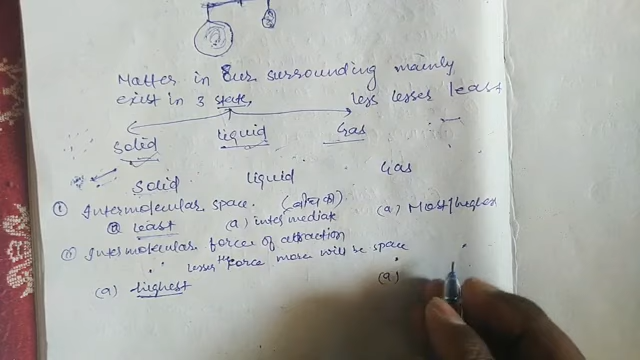 Matter in Our surrounding mainly
exist in 3 state, less lesser least
Solid liquid Gas
Solid liquid Gas
(i) Intermolecular space.
(a) least (a) intermediate (a) Most/highest
(ii) Intermolecular forces of attraction
lesser the force more will be space
(a) highest (a)